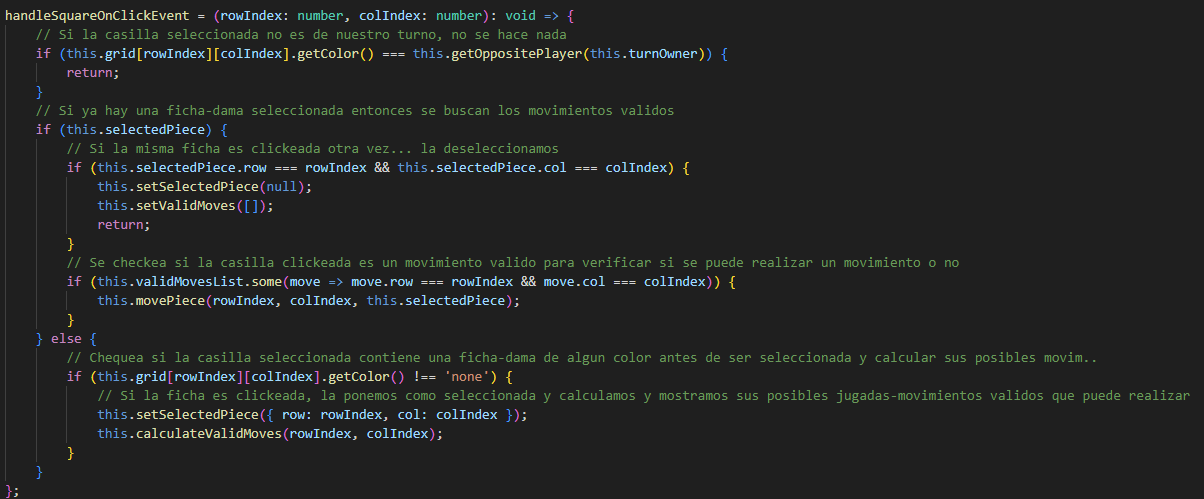 handleSquareOnClickEvent = (rowIndex: number, colIndex: number): void => {
    // Si la casilla seleccionada no es de nuestro turno, no se hace nada
    if (this.grid[rowIndex][colIndex].getColor() === this.getOppositePlayer(this.turnOwner)) {
        return;
    }
    // Si ya hay una ficha-dama seleccionada entonces se buscan los movimientos validos
    if (this.selectedPiece) {
        // Si la misma ficha es clickeada otra vez... la deseleccionamos
        if (this.selectedPiece.row === rowIndex && this.selectedPiece.col === colIndex) {
            this.setSelectedPiece(null);
            this.setValidMoves([]);
            return;
        }
        // Se checkea si la casilla clickeada es un movimiento valido para verificar si se puede realizar un movimiento o no
        if (this.validMovesList.some(move => move.row === rowIndex && move.col === colIndex)) {
            this.movePiece(rowIndex, colIndex, this.selectedPiece);
        }
    } else {
        // Chequea si la casilla seleccionada contiene una ficha-dama de algun color antes de ser seleccionada y calcular sus posibles movim..
        if (this.grid[rowIndex][colIndex].getColor() !== 'none') {
            // Si la ficha es clickeada, la ponemos como seleccionada y calculamos y mostramos sus posibles jugadas-movimientos validos que puede realizar
            this.setSelectedPiece({ row: rowIndex, col: colIndex });
            this.calculateValidMoves(rowIndex, colIndex);
        }
    }
};